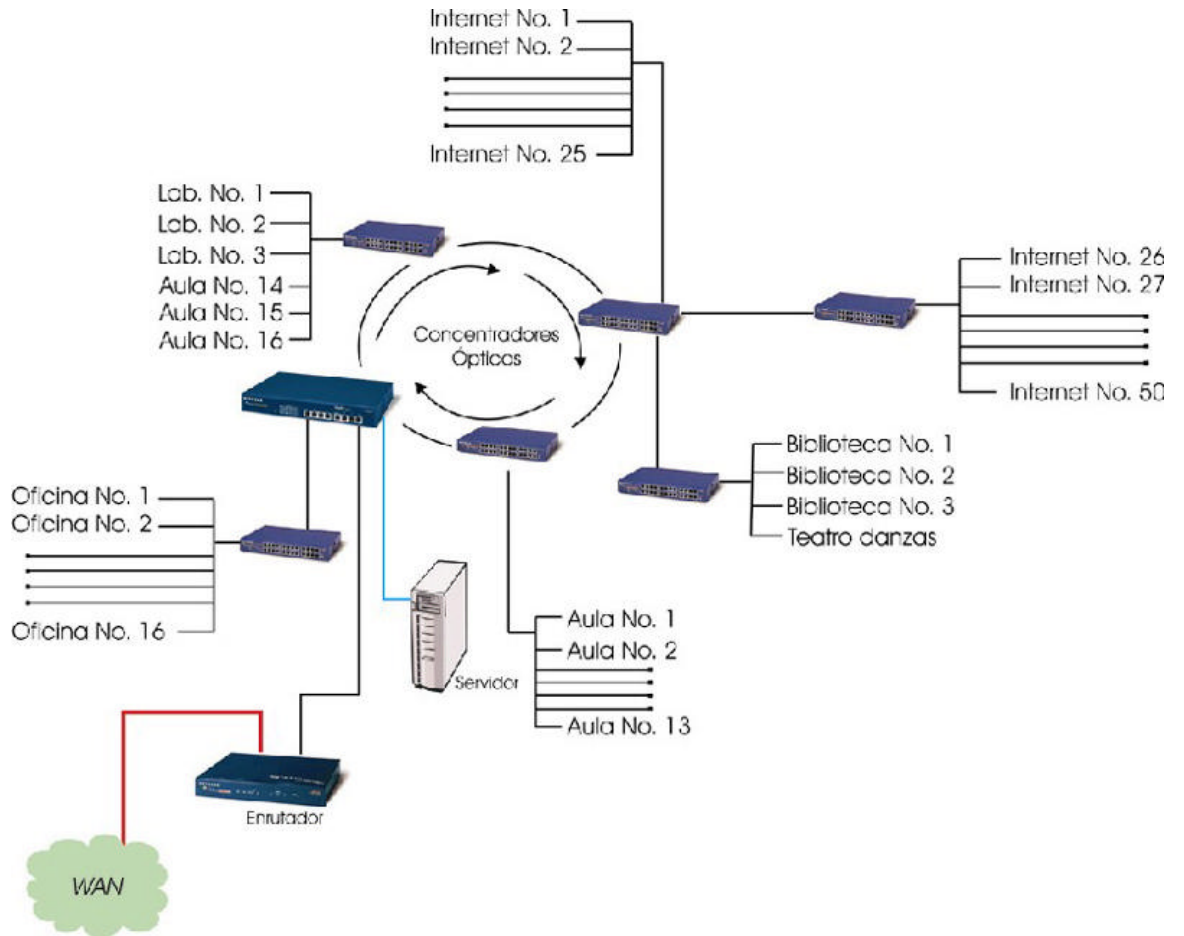 Internet No. 1
Internet No. 2
Internet No. 25
Lab. No. 1
Lab. No. 2
Lab. No. 3
Aula No. 14
Aula No. 15
Aula No. 16
Concentradores
Ópticos
Internet No. 26
Internet No. 27
Internet No. 50
Biblioteca No. 1
Biblioteca No. 2
Biblioteca No. 3
Teatro danzas
Oficina No. 1
Oficina No. 2
Oficina No. 16
Servidor
Aula No. 1
Aula No. 2
Aula No. 13
Enrutador
WAN